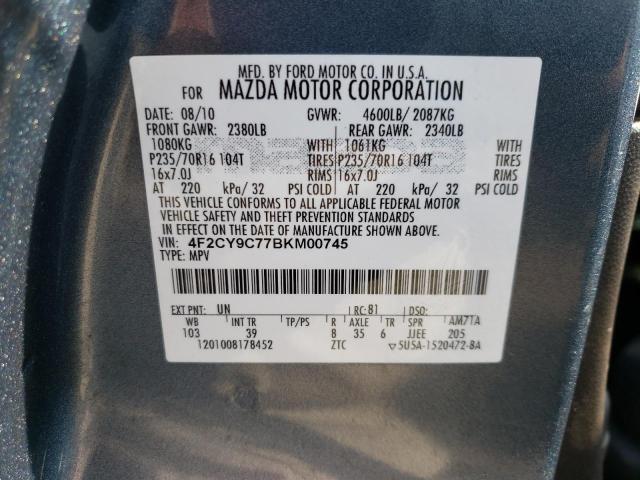 MFD. BY FORD MOTOR CO. IN U.S.A.
FOR MAZDA MOTOR CORPORATION
DATE: 08/10 GVWR: 4600LB/ 2087KG
FRONT GAWR: 2380LB REAR GAWR: 2340LB
1080KG WITH 1061KG WITH
P235/70R16 104T TIRES P235/70R16 104T TIRES
16x7.0J RIMS 16x7.0J RIMS
AT 220 kPa/ 32 PSI COLD AT 220 kPa/ 32 PSI COLD
THIS VEHICLE CONFORMS TO ALL APPLICABLE FEDERAL MOTOR
VEHICLE SAFETY AND THEFT PREVENTION STANDARDS
IN EFFECT ON THE DATE OF MANUFACTURE SHOWN ABOVE.
VIN: 4F2CY9C77BKM00745
TYPE: MPV
EXT PNT: UN RC: 81 DSO:
WB INT TR TP/PS R AXLE TR SPR AM71A
103 39 8 35 6 JJEE 205
1201008178452 ZTC ▽5U5A-1520472-BA